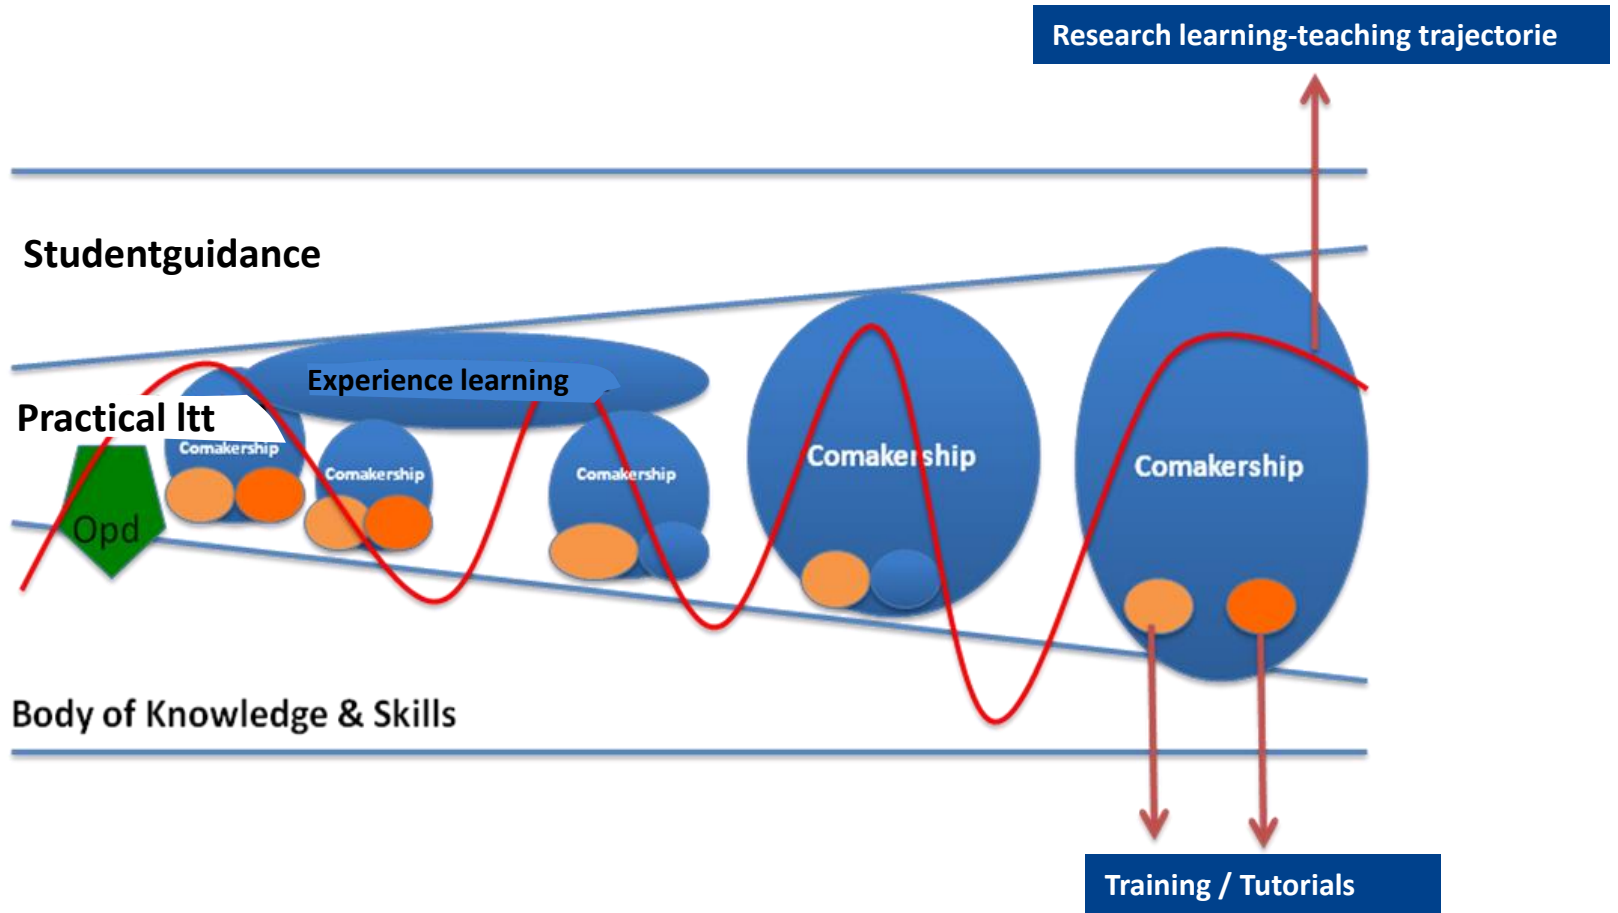 Research learning-teaching trajectorie
Studentguidance
Experience learning
Practical ltt
Comakership
Comakership
Comakership
Comakership
Comakership
Opd
Body of Knowledge & Skills
Training / Tutorials